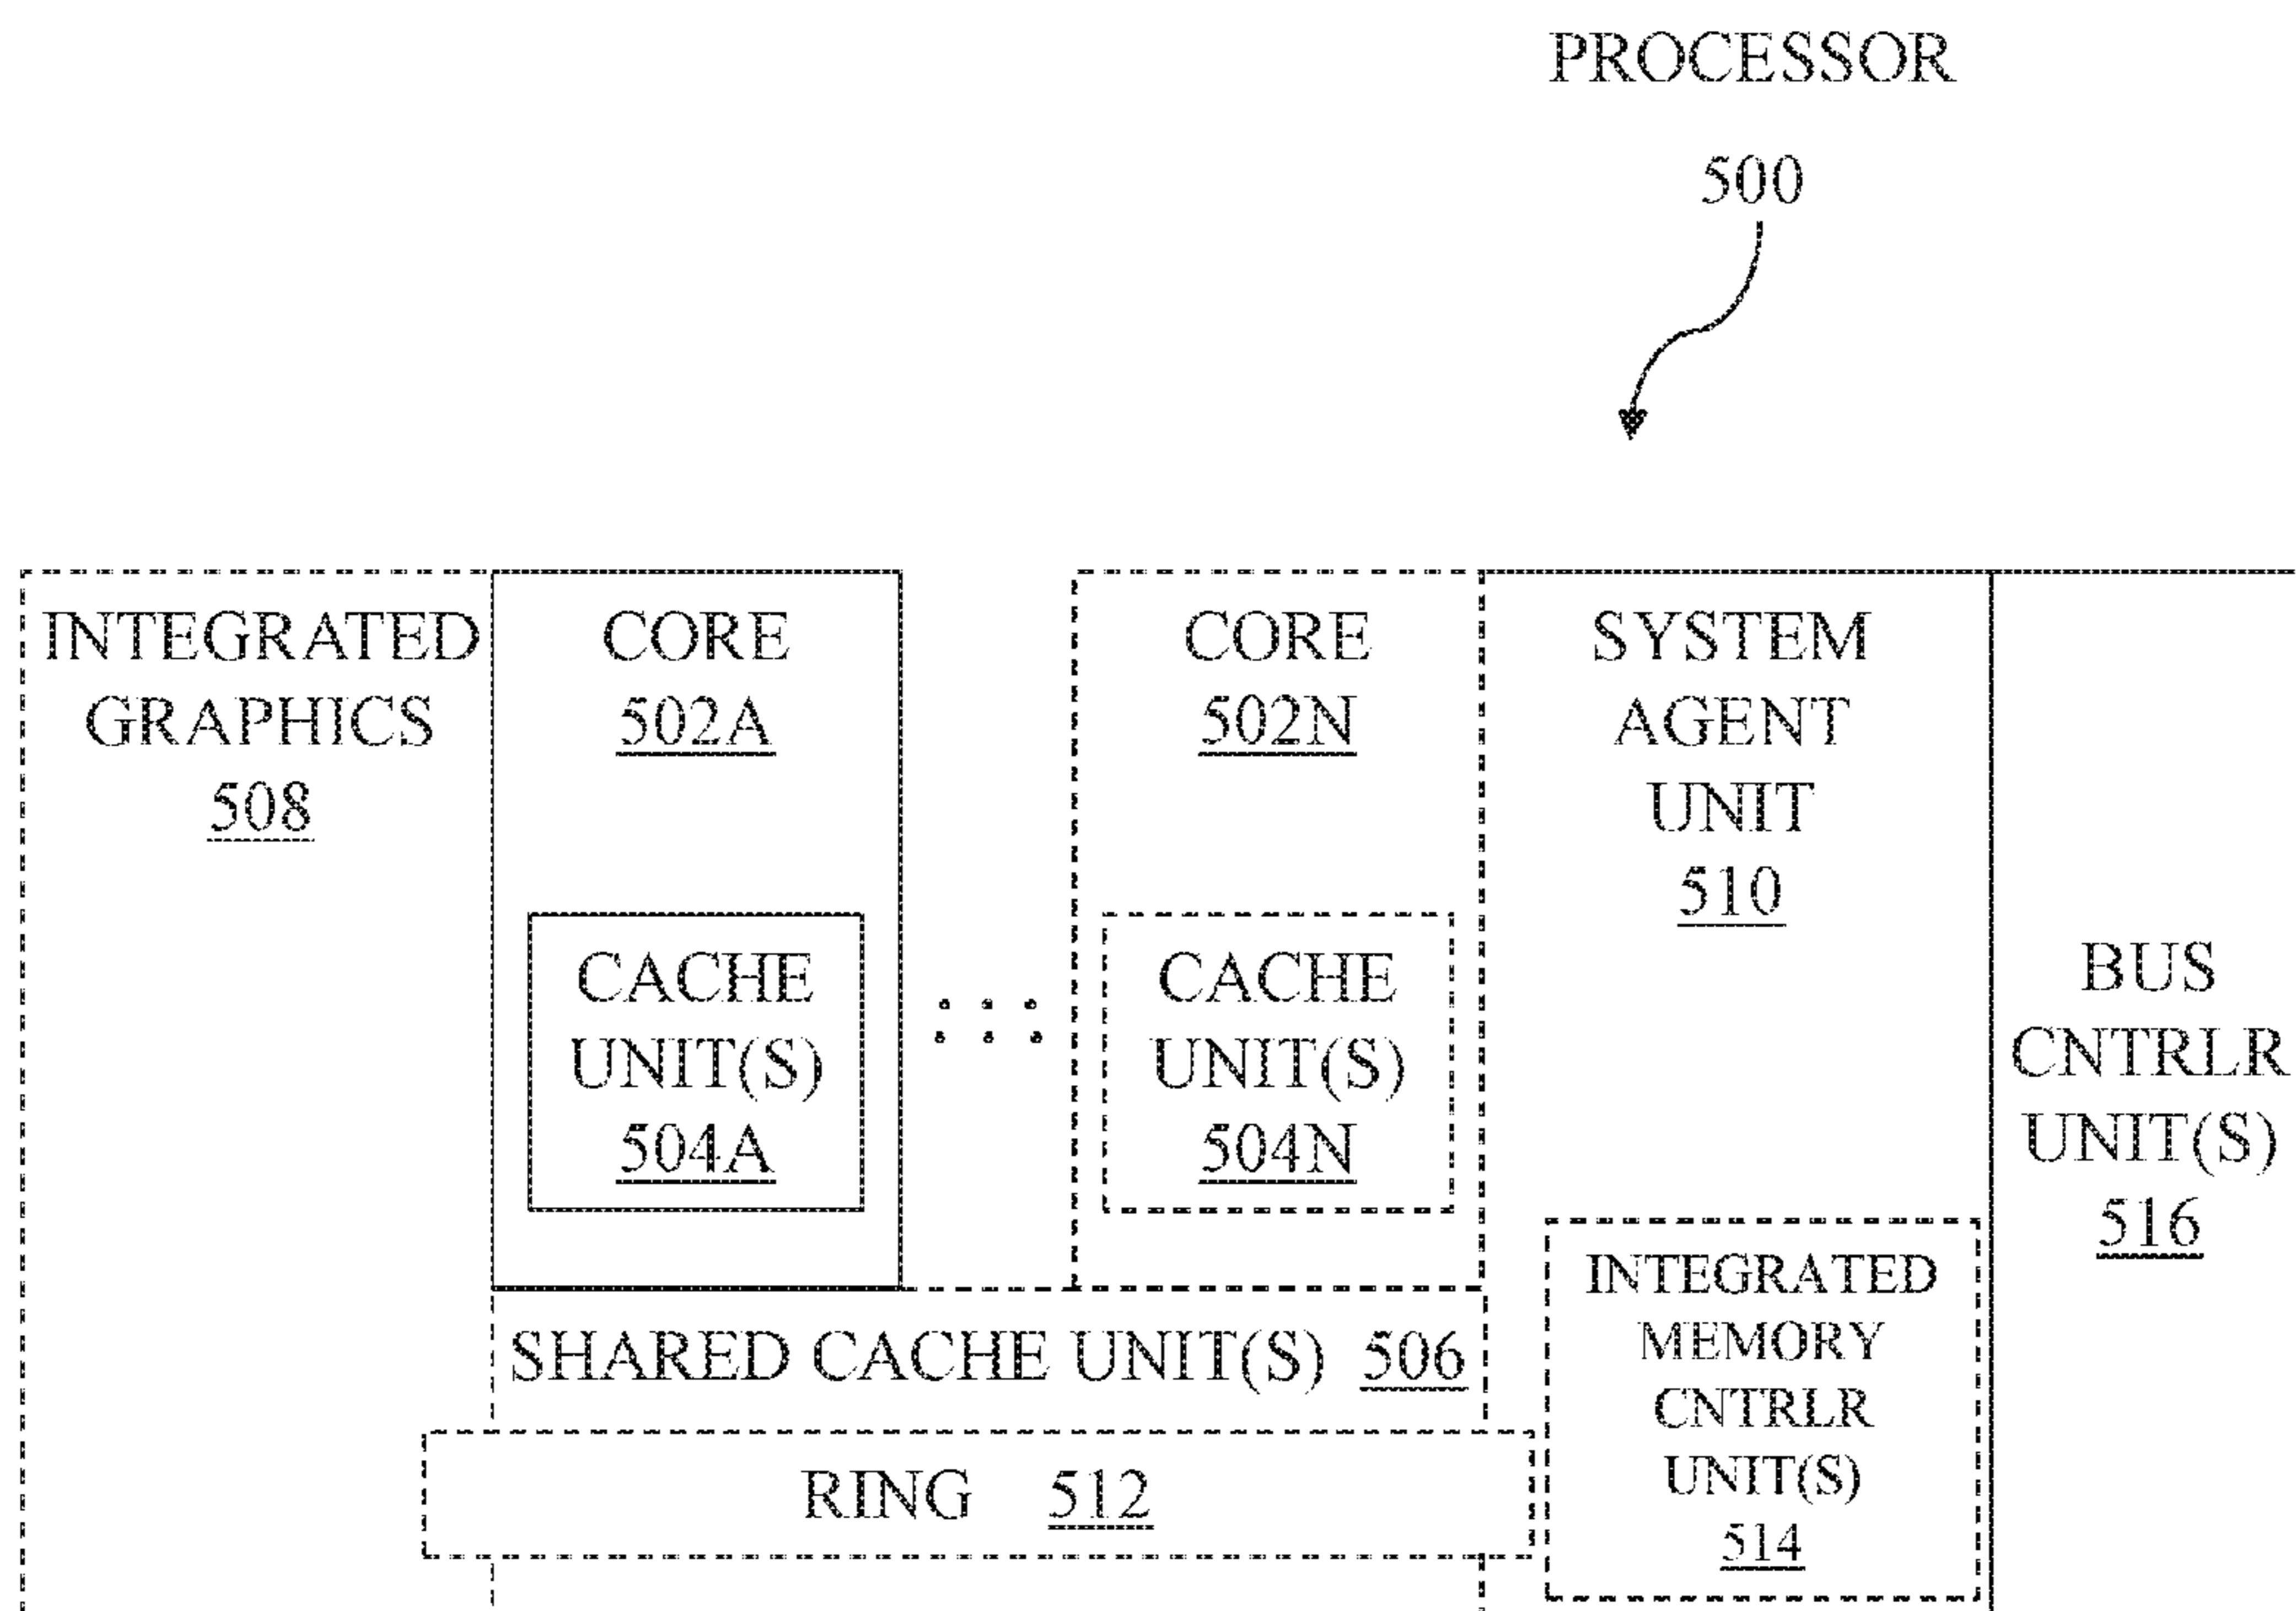 PROCESSOR
500
INTEGRATED
GRAPHICS
508
CORE
502A
CACHE
UNIT(S)
504A
CORE
502N
CACHE
UNIT(S)
504N
SYSTEM
AGENT
UNIT
510
BUS
CNTRLR
UNIT(S)
516
SHARED CACHE UNIT(S) 506
RING 512
INTEGRATED
MEMORY
CNTRLR
UNIT(S)
514